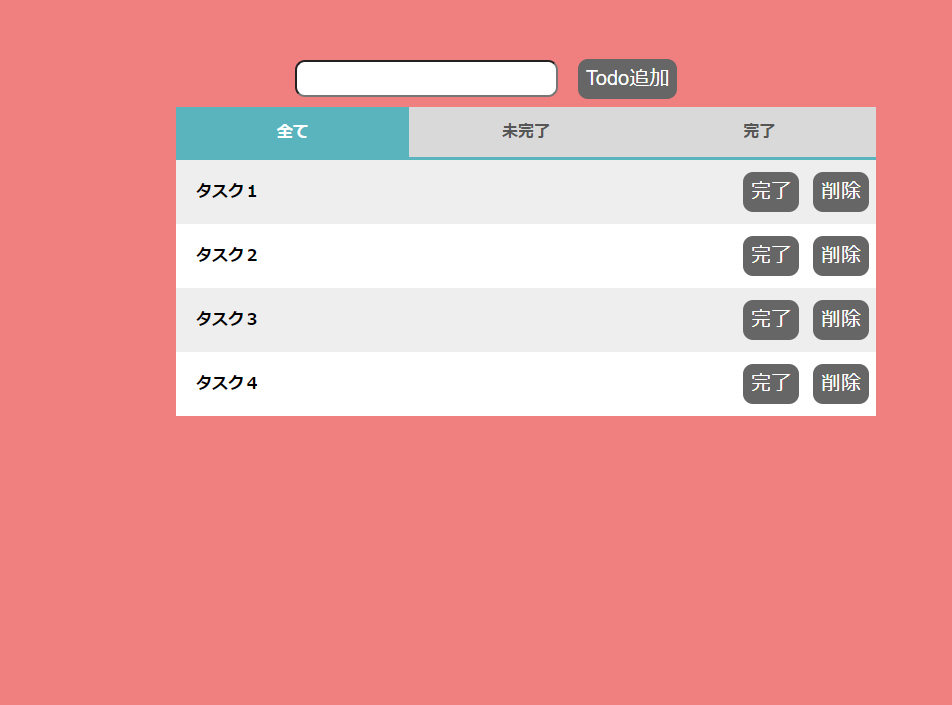 Todo追加
全て 未完了 完了
タスク１ 完了 削除
タスク２ 完了 削除
タスク３ 完了 削除
タスク４ 完了 削除